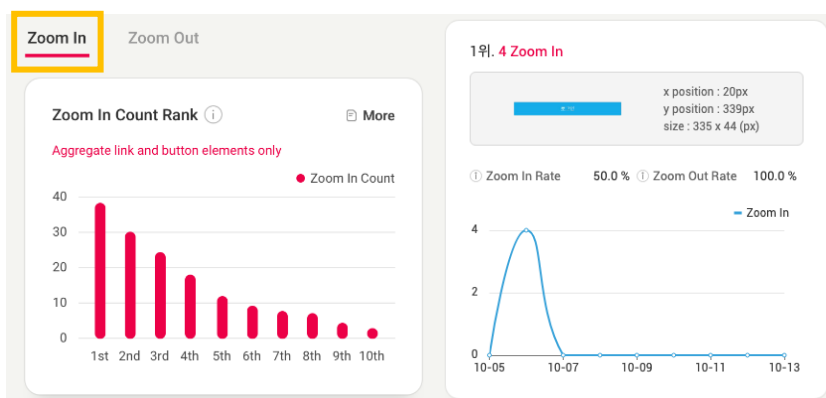 Zoom In
Zoom Out
Zoom In Count Rank
More
Aggregate link and button elements only
Zoom In Count
40
30
20
10
0
1st 2nd 3rd 4th 5th 6th 7th 8th 9th 10th
1위. 4 Zoom In
x position : 20px
y position : 339px
size : 335 x 44 (px)
Zoom In Rate 50.0 % Zoom Out Rate 100.0 %
Zoom In
4
2
0
10-05 10-07 10-09 10-11 10-13